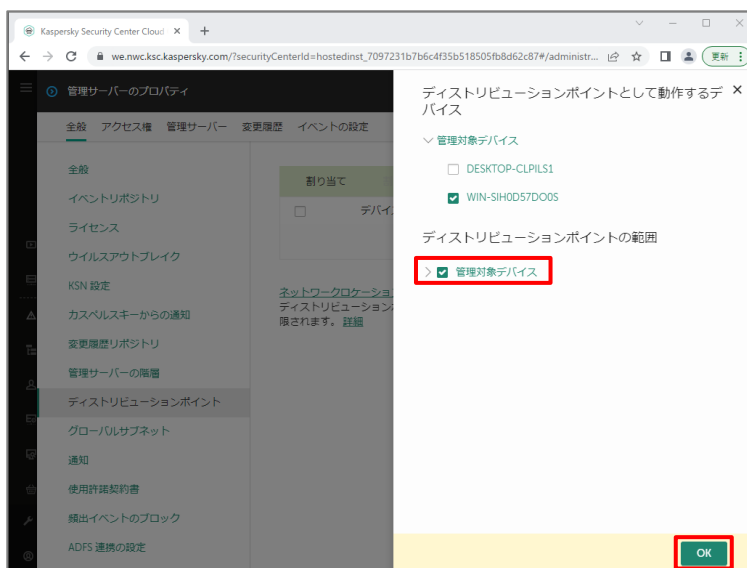 Kaspersky Security Center Cloud
we.nwc.ksc.kaspersky.com/?securityCenterId=hostedinst_7097231b7b6c4f35b518505fb8d62c87#/administr...
更新
管理サーバーのプロパティ
全般 アクセス権 管理サーバー 変更履歴 イベントの設定
全般
イベントリポジトリ
ライセンス
ウイルスアウトブレイク
KSN 設定
カスペルスキーからの通知
変更履歴リポジトリ
管理サーバーの階層
ディストリビューションポイント
グローバルサブネット
通知
使用許諾契約書
頻出イベントのブロック
ADFS 連携の設定
割り当て
デバイ
ネットワークロケーショ
ディストリビューション
限されます。 詳細
ディストリビューションポイントとして動作するデ
バイス
管理対象デバイス
DESKTOP-CLPILS1
WIN-SIH0D57DO0S
ディストリビューションポイントの範囲
管理対象デバイス
OK